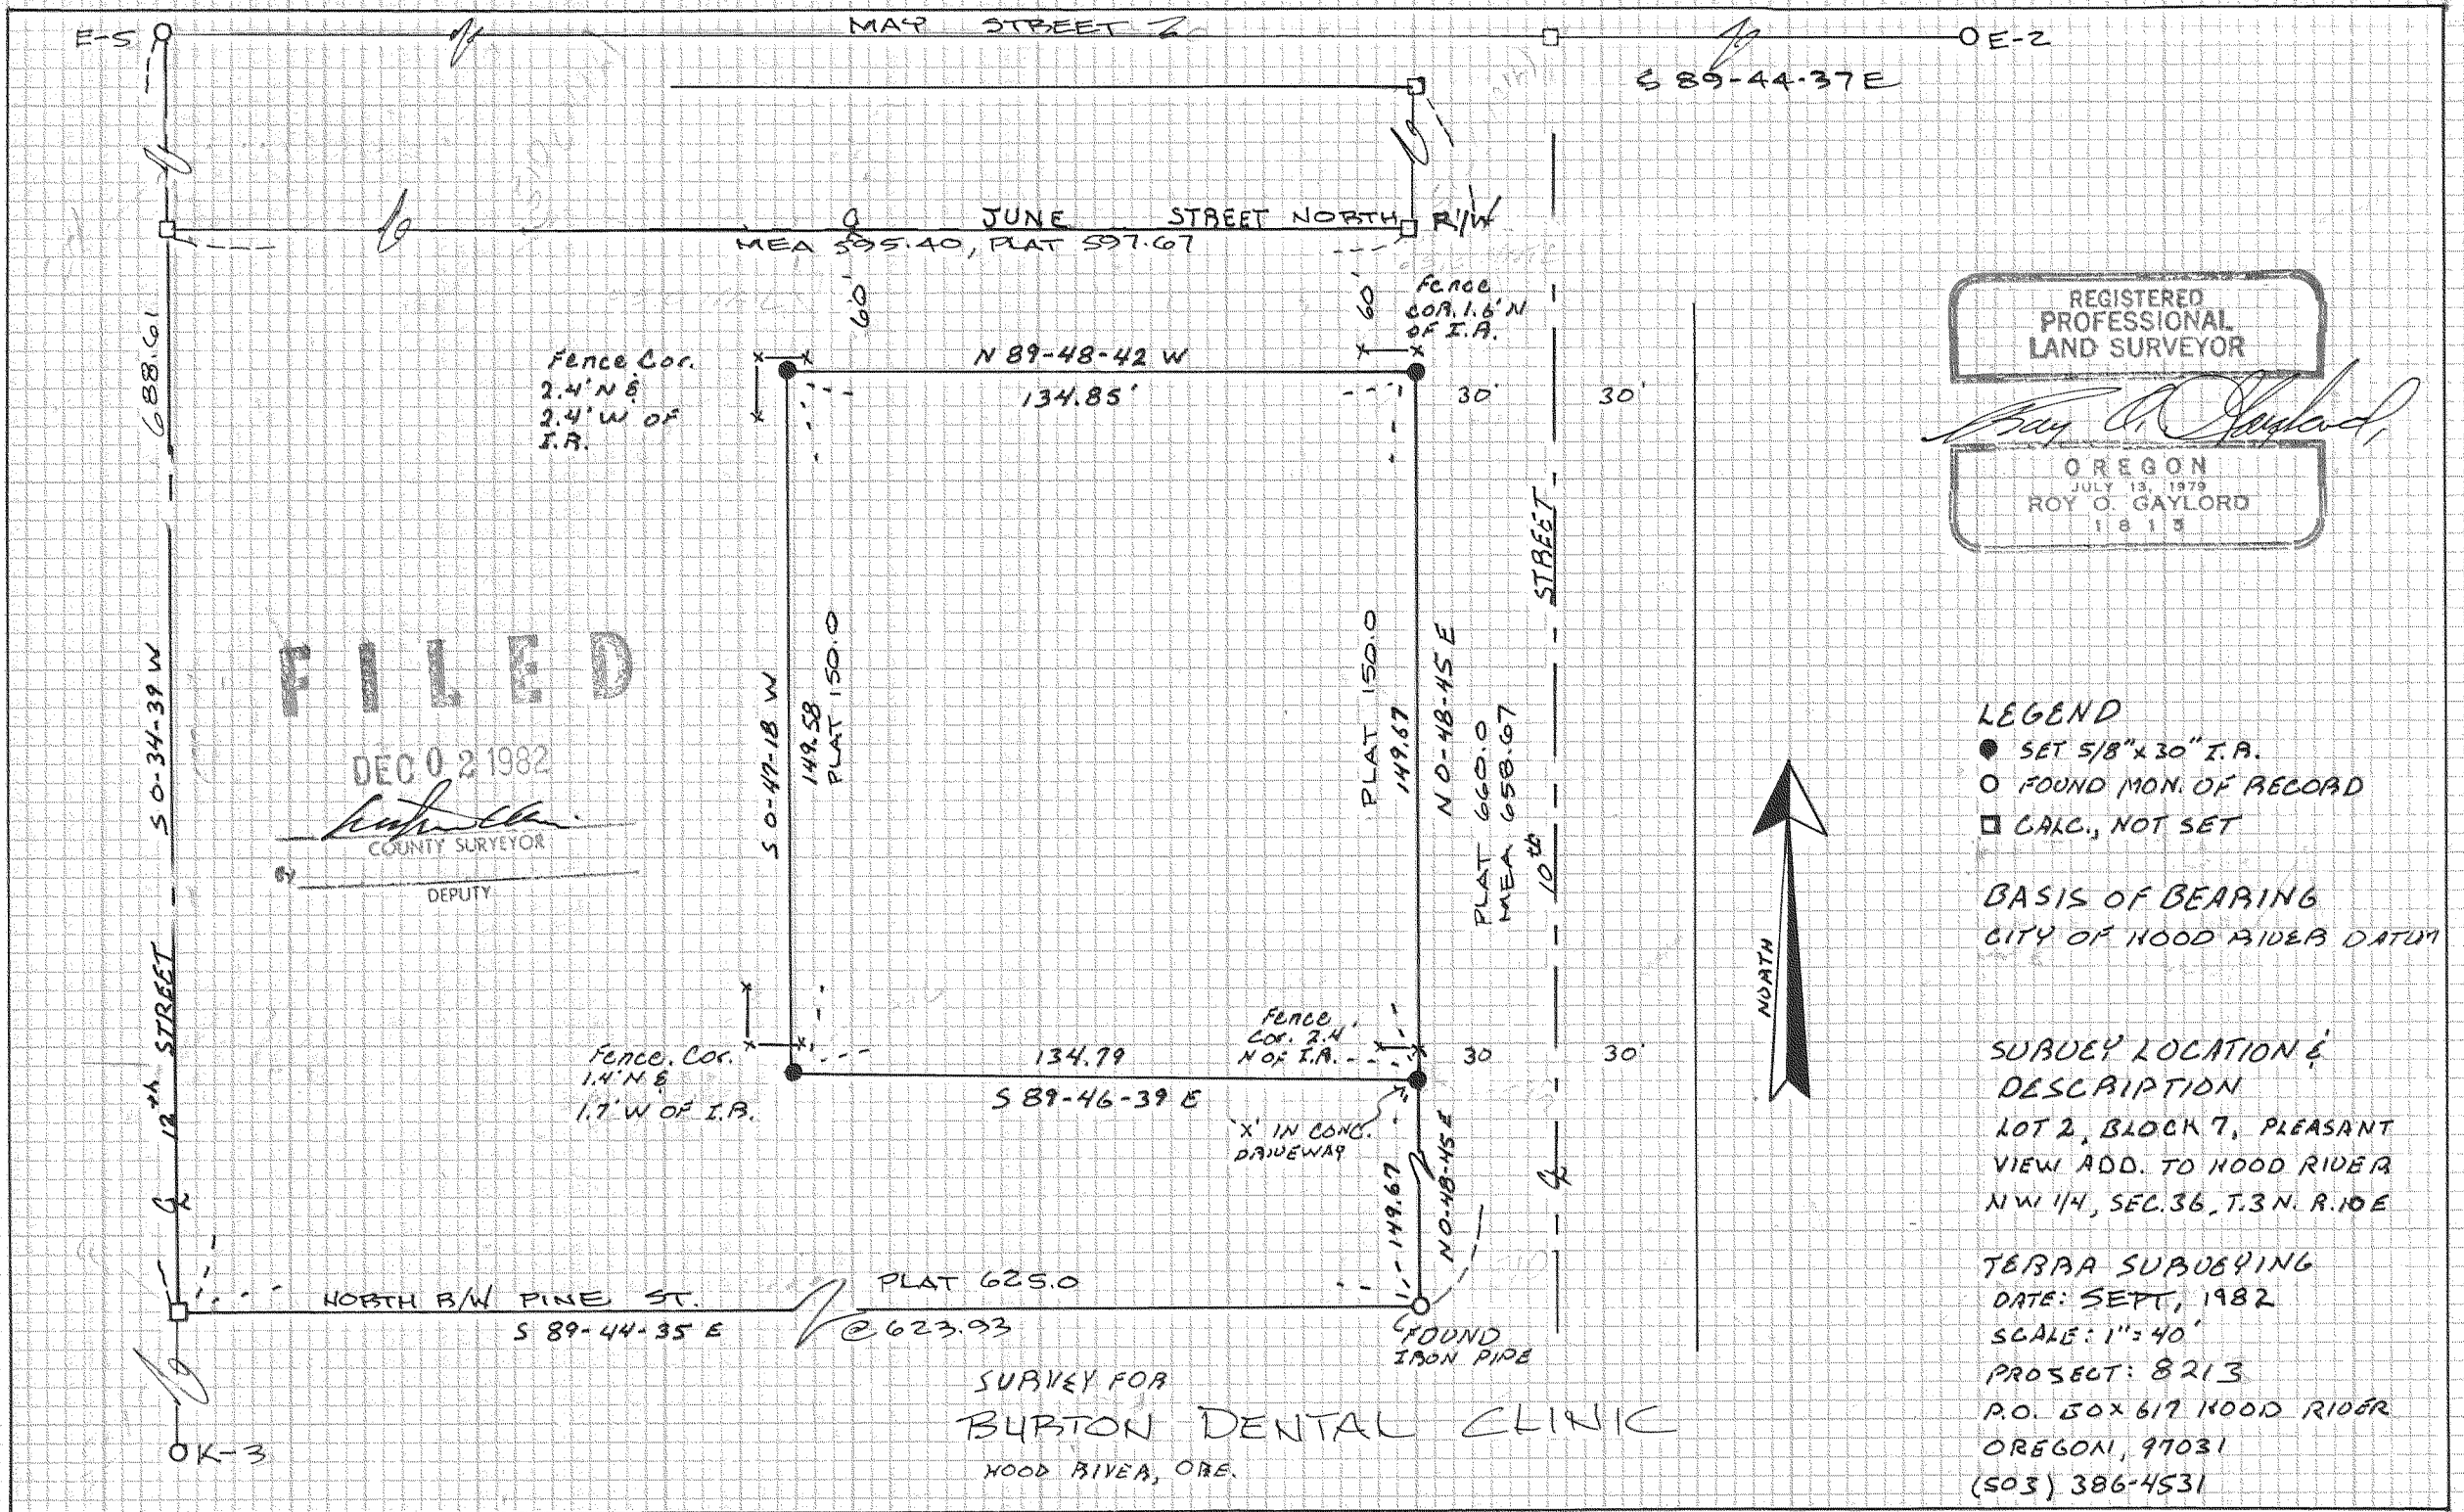 E-5
MAY STREET
E-2
S 89-44-37 E
JUNE STREET NORTH R/W
MEA 595.40, PLAT 597.67
60'
60'
Fence
COR. 1.6' N
OF I.R.
Fence Cor.
2.4' N &
2.4' W OF
I.R.
N 89-48-42 W
134.85'
30'
30'
688.61
S 0-34-39 W
12th STREET
FILED
DEC 02 1982
COUNTY SURVEYOR
By
DEPUTY
S 0-47-18 W
149.58
PLAT 150.0
PLAT 150.0
149.67
N 0-48-45 E
PLAT 660.0
MEA 658.67
10th STREET
Fence Cor.
1.4' N &
1.7' W OF I.R.
134.79
S 89-46-39 E
Fence
Cor. 2.4'
N OF I.R.
30
30'
'X' IN CONC.
DRIVEWAY
149.67
N 0-48-45 E
NORTH R/W PINE ST.
S 89-44-35 E
PLAT 625.0
@ 623.93
FOUND
IRON PIPE
K-3
SURVEY FOR
BURTON DENTAL CLINIC
HOOD RIVER, ORE.
REGISTERED
PROFESSIONAL
LAND SURVEYOR
Roy O. Gaylord
OREGON
JULY 13, 1979
ROY O. GAYLORD
1815
NORTH
LEGEND
SET 5/8" x 30" I.R.
FOUND MON. OF RECORD
CALC., NOT SET
BASIS OF BEARING
CITY OF HOOD RIVER DATUM
SURVEY LOCATION &
DESCRIPTION
LOT 2, BLOCK 7, PLEASANT
VIEW ADD. TO HOOD RIVER
NW 1/4, SEC. 36, T.3 N. R.10 E
TERRA SURVEYING
DATE: SEPT, 1982
SCALE: 1" = 40'
PROJECT: 8213
P.O. BOX 617 HOOD RIVER
OREGON, 97031
(503) 386-4531